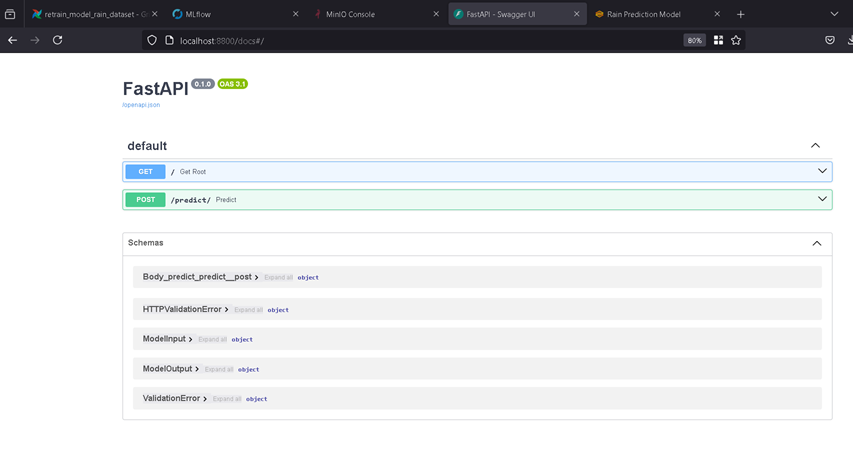 retrain_model_rain_dataset - Gr
MLflow
MinIO Console
FastAPI - Swagger UI
Rain Prediction Model
localhost:8800/docs#/
80%
FastAPI 0.1.0 OAS 3.1
/openapi.json
default
GET / Get Root
POST /predict/ Predict
Schemas
Body_predict_predict__post Expand all object
HTTPValidationError Expand all object
ModelInput Expand all object
ModelOutput Expand all object
ValidationError Expand all object